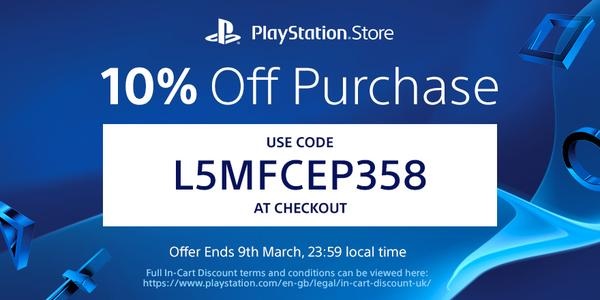 PlayStation.Store
10% Off Purchase
USE CODE
L5MFCEP358
AT CHECKOUT
Offer Ends 9th March, 23:59 local time
Full In-Cart Discount terms and conditions can be viewed here:
https://www.playstation.com/en-gb/legal/in-cart-discount-uk/